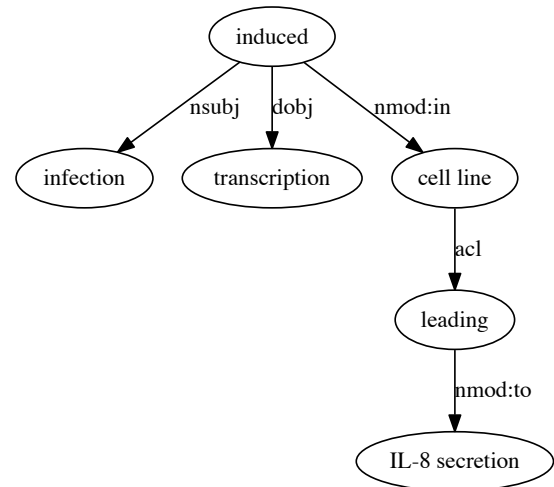 induced
nsubj
dobj
nmod:in
infection
transcription
cell line
acl
leading
nmod:to
IL-8 secretion